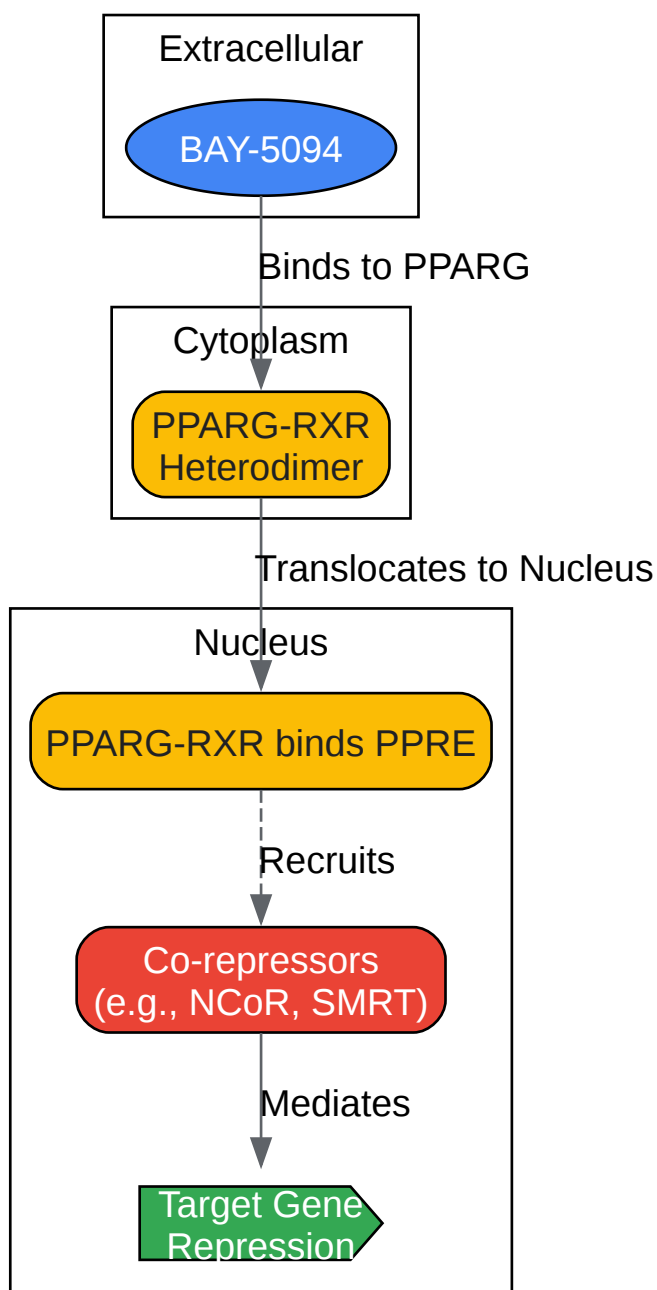 Extracellular
BAY-5094
Binds to PPARG
Cytoplasm
PPARG-RXR
Heterodimer
Translocates to Nucleus
Nucleus
PPARG-RXR binds PPRE
Recruits
Co-repressors
(e.g., NCoR, SMRT)
Mediates
Target Gene
Repression